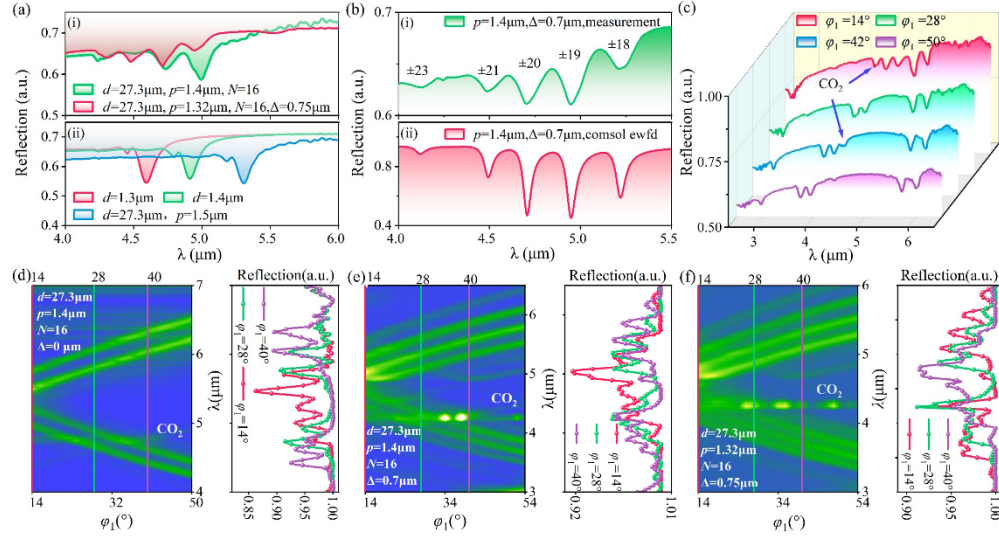 (a)
(i)
0.7
0.6
0.5
d=27.3μm, p=1.4μm, N=16
d=27.3μm, p=1.32μm, N=16,Δ=0.75μm
(ii)
0.7
0.6
0.5
0.4
d=1.3μm
d=1.4μm
d=27.3μm, p=1.5μm
Reflection (a.u.)
4.0 4.5 5.0 5.5 6.0
λ (μm)
(b)
(i)
0.8
0.6
p=1.4μm,Δ=0.7μm,measurement
±23
±21
±20
±19
±18
(ii)
0.8
0.4
p=1.4μm,Δ=0.7μm,comsol ewfd
Reflection (a.u.)
4.0 4.5 5.0 5.5
λ (μm)
(c)
φ₁ =14°
φ₁ =28°
φ₁ =42°
φ₁ =50°
CO₂
1.00
0.75
0.50
Reflection (a.u.)
3 4 5 6
λ (μm)
(d)
14 28 40
d=27.3μm
p=1.4μm
N=16
Δ=0 μm
CO₂
7
6
5
4
λ(μm)
14 32 50
φ₁(°)
Reflection(a.u.)
φ₁=28°
φ₁=40°
φ₁=14°
0.85 0.90 0.95 1.00
(e)
14 28 40
CO₂
d=27.3μm
p=1.4μm
N=16
Δ=0.7μm
6
5
4
3
λ(μm)
14 34 54
φ₁(°)
Reflection(a.u.)
φ₁=40°
φ₁=28°
φ₁=14°
0.92 1.01
(f)
14 28 40
CO₂
d=27.3μm
p=1.32μm
N=16
Δ=0.75μm
6
5
4
3
λ(μm)
14 34 54
φ₁(°)
Reflection(a.u.)
φ₁=14°
φ₁=28°
φ₁=40°
0.90 0.95 1.00